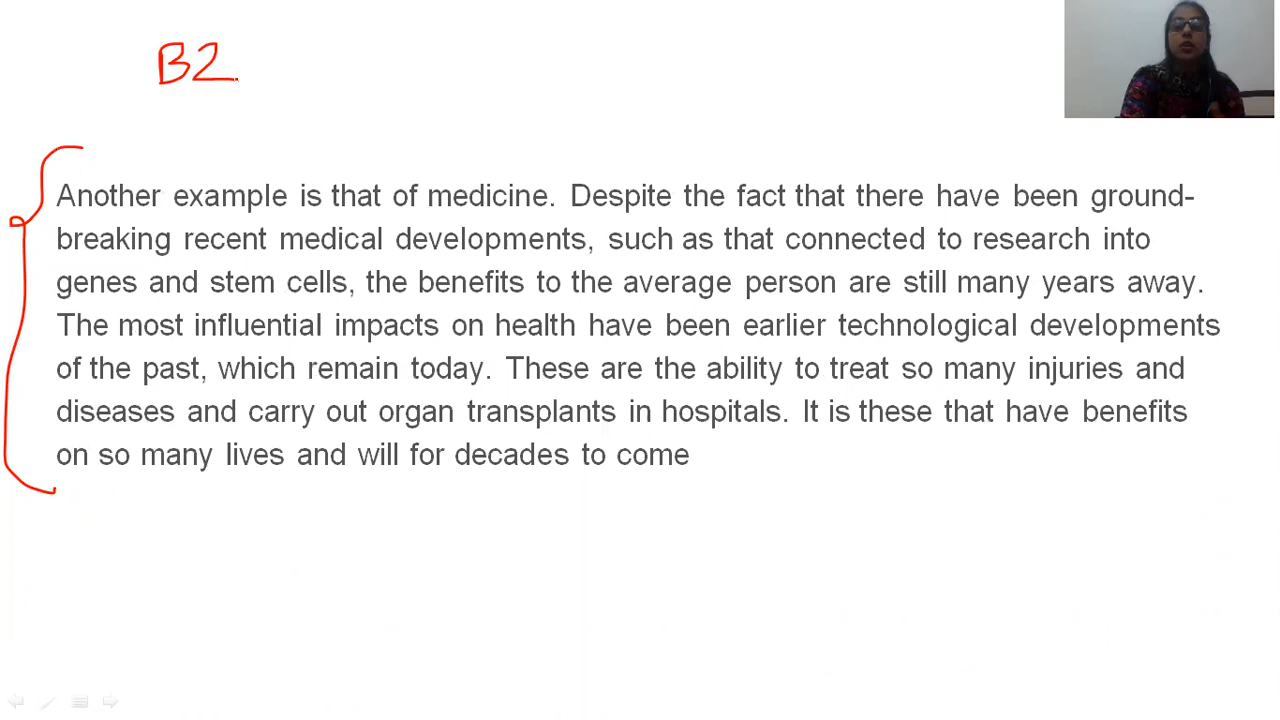 B2.
Another example is that of medicine. Despite the fact that there have been ground-
breaking recent medical developments, such as that connected to research into
genes and stem cells, the benefits to the average person are still many years away.
The most influential impacts on health have been earlier technological developments
of the past, which remain today. These are the ability to treat so many injuries and
diseases and carry out organ transplants in hospitals. It is these that have benefits
on so many lives and will for decades to come